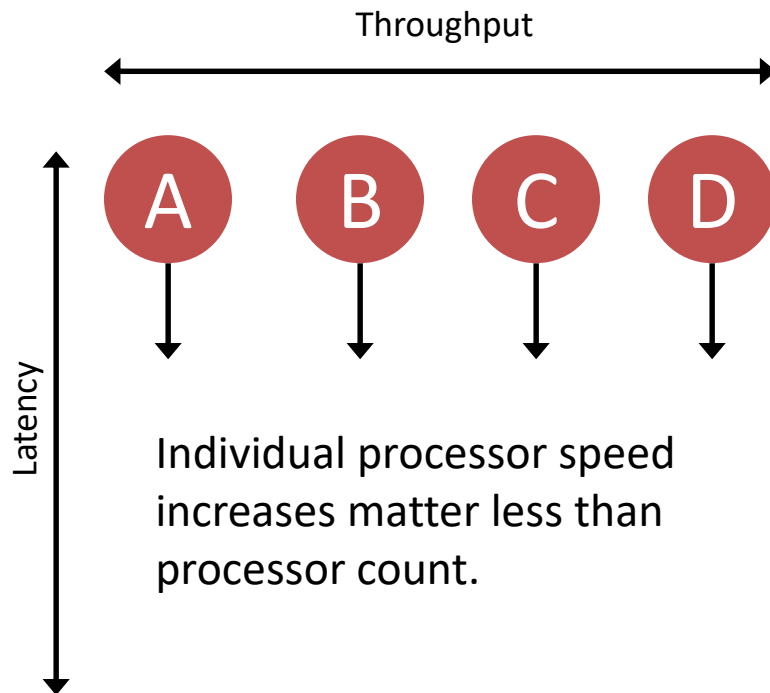 Throughput
A B C D
Latency
Individual processor speed
increases matter less than
processor count.